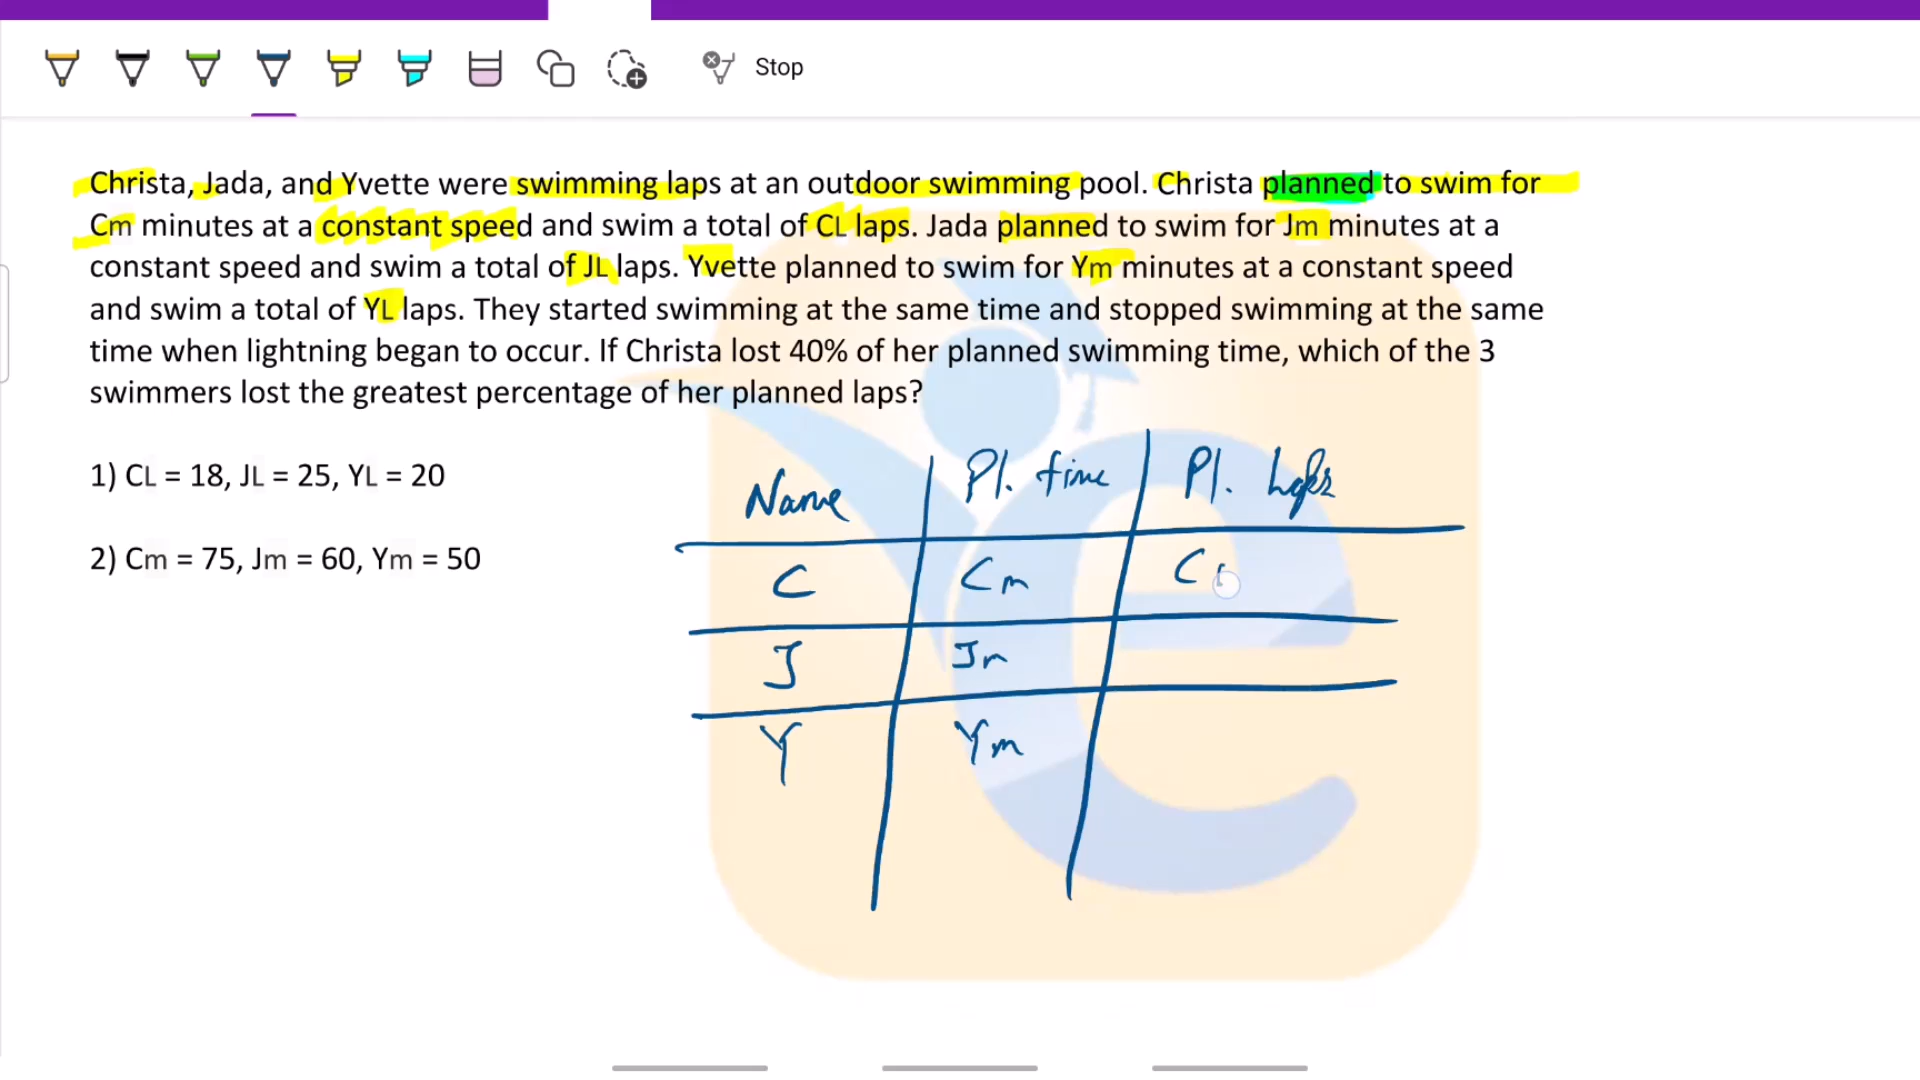 Stop
Christa, Jada, and Yvette were swimming laps at an outdoor swimming pool. Christa planned to swim for
Cm minutes at a constant speed and swim a total of CL laps. Jada planned to swim for Jm minutes at a
constant speed and swim a total of JL laps. Yvette planned to swim for Ym minutes at a constant speed
and swim a total of YL laps. They started swimming at the same time and stopped swimming at the same
time when lightning began to occur. If Christa lost 40% of her planned swimming time, which of the 3
swimmers lost the greatest percentage of her planned laps?
1) CL = 18, JL = 25, YL = 20
2) Cm = 75, Jm = 60, Ym = 50
Name Pl. time Pl. Laps
C Cm C
J Jm
Y Ym